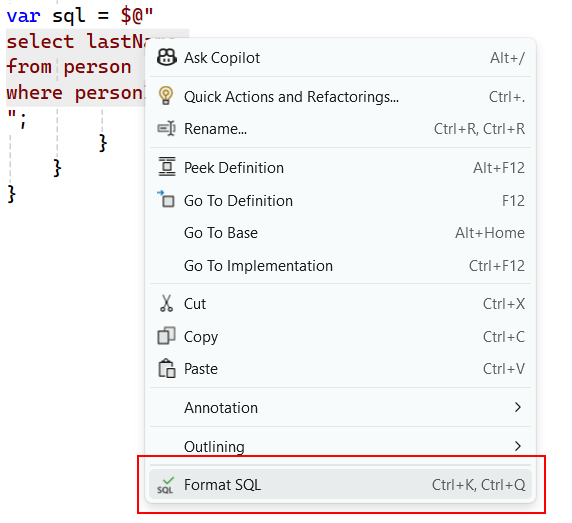 var sql = $@"
select lastName
from person
where person
";
}
}
}
Ask Copilot Alt+/
Quick Actions and Refactorings... Ctrl+.
Rename... Ctrl+R, Ctrl+R
Peek Definition Alt+F12
Go To Definition F12
Go To Base Alt+Home
Go To Implementation Ctrl+F12
Cut Ctrl+X
Copy Ctrl+C
Paste Ctrl+V
Annotation
Outlining
SQL Format SQL Ctrl+K, Ctrl+Q